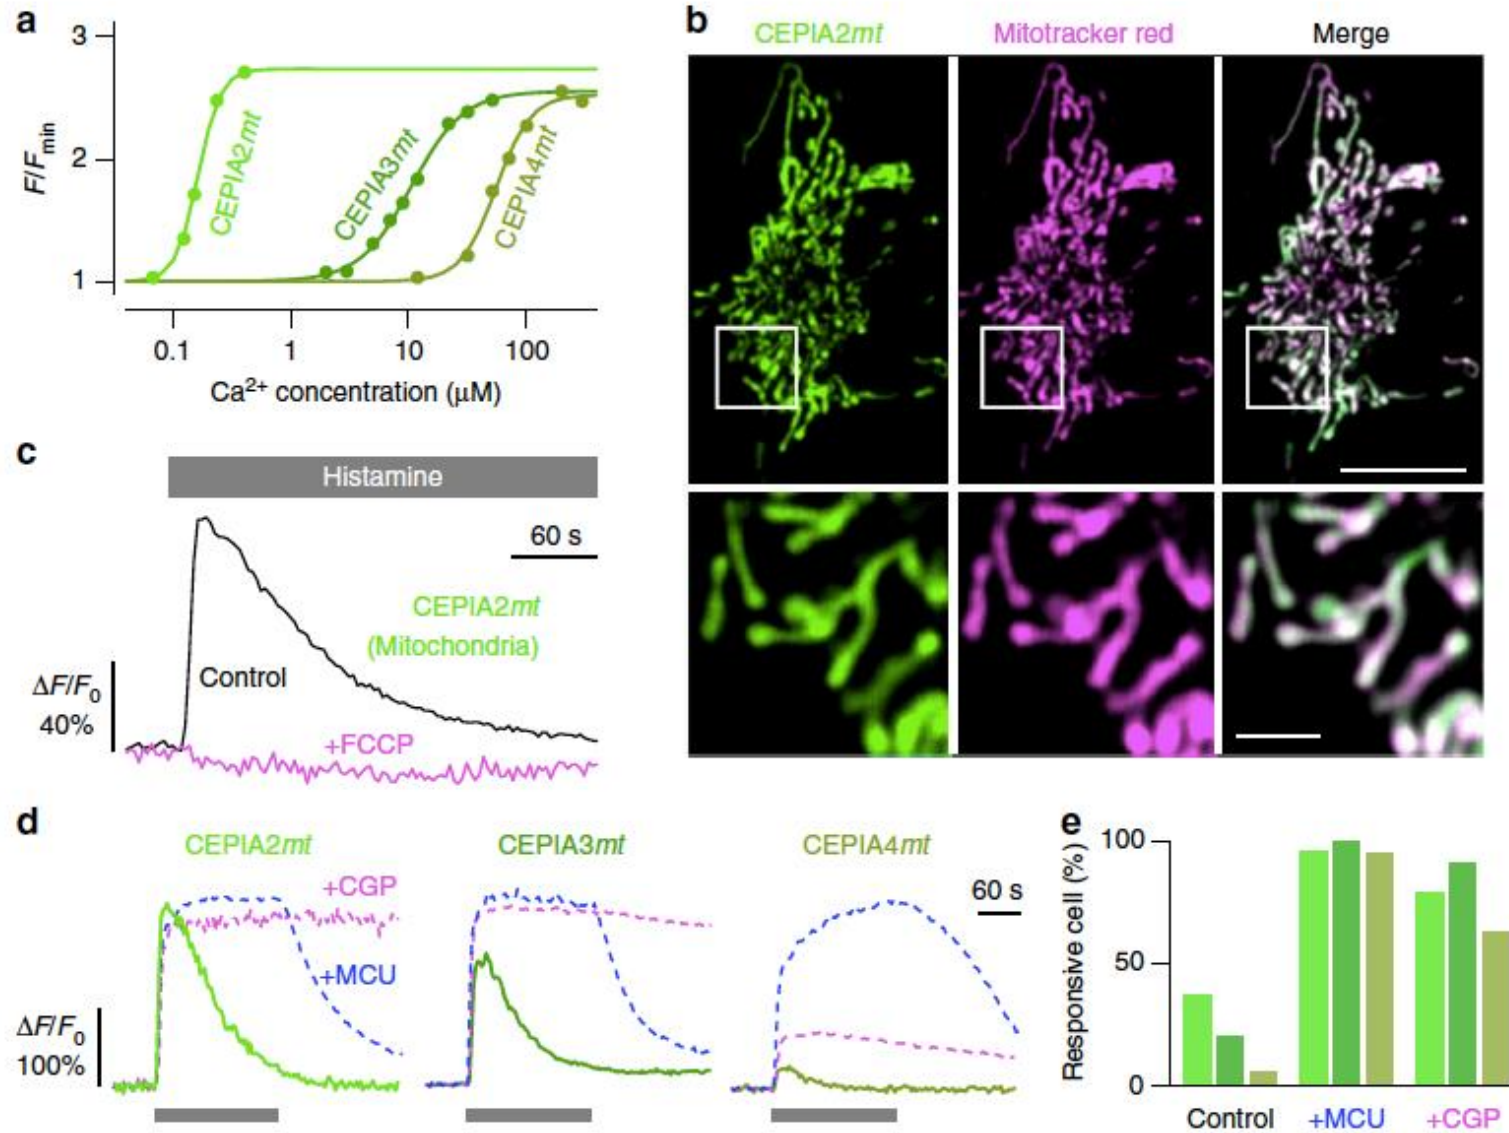 a
3
2
1
F/Fmin
CEPIA2mt
CEPIA3mt
CEPIA4mt
0.1
1
10
100
Ca²⁺ concentration (μM)
b
CEPIA2mt
Mitotracker red
Merge
c
Histamine
60 s
CEPIA2mt
(Mitochondria)
Control
ΔF/F₀
40%
+FCCP
d
CEPIA2mt
CEPIA3mt
CEPIA4mt
+CGP
+MCU
60 s
ΔF/F₀
100%
e
Responsive cell (%)
100
50
0
Control
+MCU
+CGP